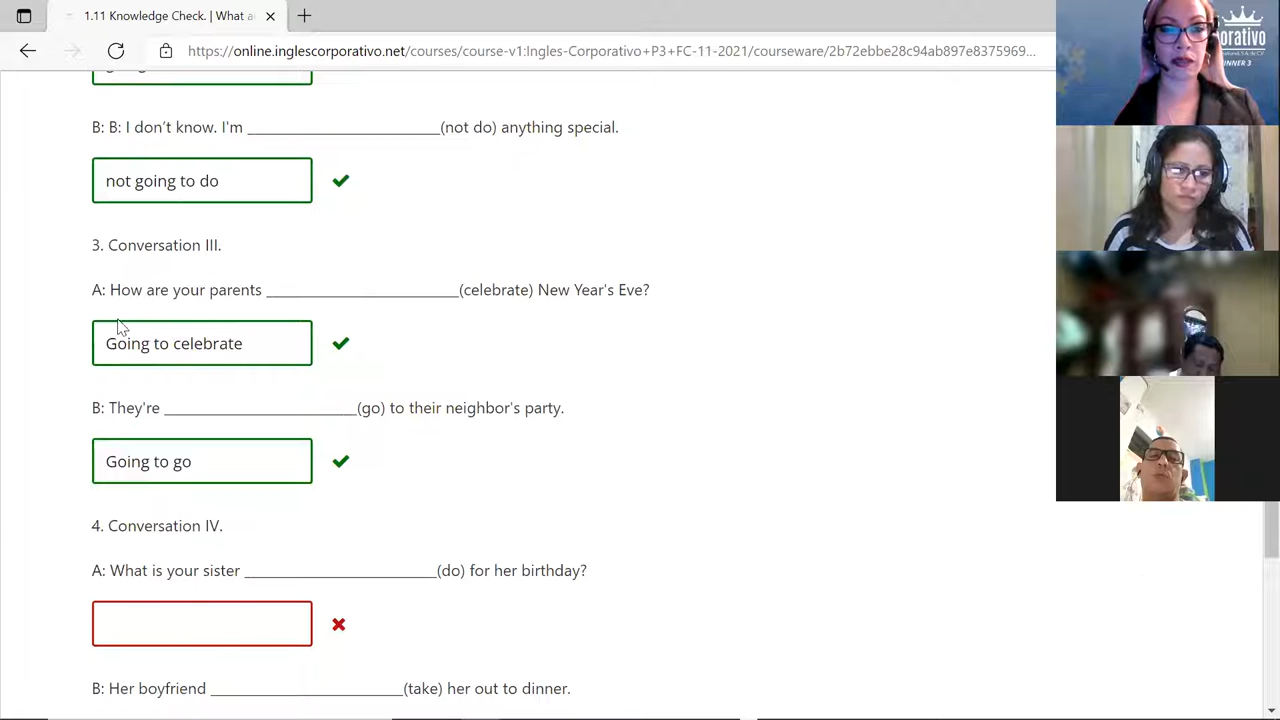 1.11 Knowledge Check. | What a
https://online.inglescorporativo.net/courses/course-v1:Ingles-Corporativo+P3+FC-11-2021/courseware/2b72ebbe28c94ab897e8375969...
B: B: I don't know. I'm ______________________(not do) anything special.
not going to do
3. Conversation III.
A: How are your parents ______________________(celebrate) New Year's Eve?
Going to celebrate
B: They're ______________________(go) to their neighbor's party.
Going to go
4. Conversation IV.
A: What is your sister ______________________(do) for her birthday?
B: Her boyfriend ______________________(take) her out to dinner.
orativo
INNER 3